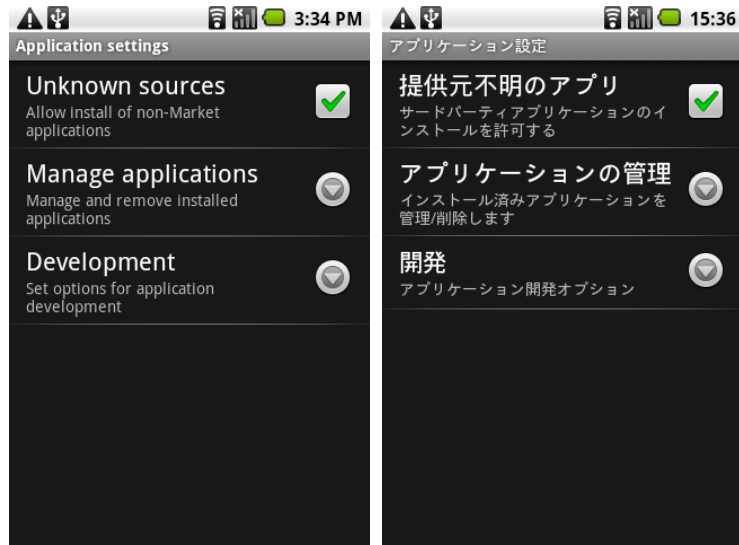 3:34 PM
Application settings
Unknown sources
Allow install of non-Market
applications
Manage applications
Manage and remove installed
applications
Development
Set options for application
development
15:36
アプリケーション設定
提供元不明のアプリ
サードパーティアプリケーションのイ
ンストールを許可する
アプリケーションの管理
インストール済みアプリケーションを
管理/削除します
開発
アプリケーション開発オプション